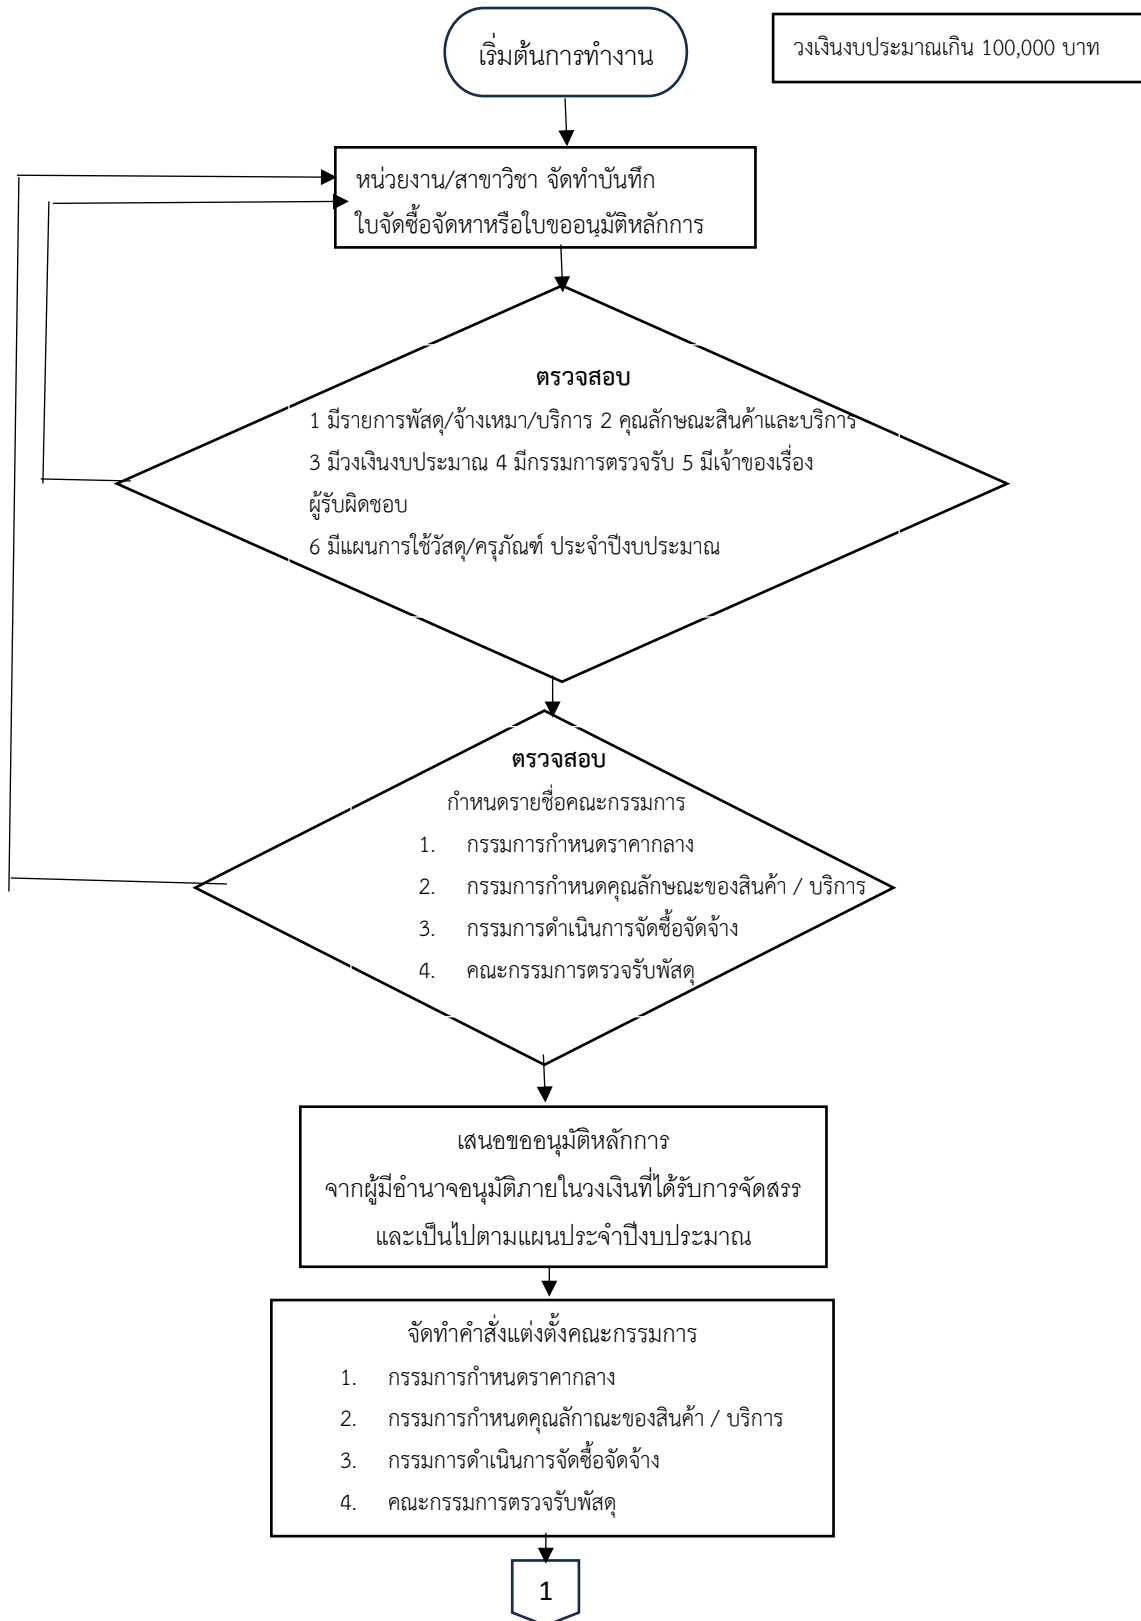 เริ่มต้นการทำงาน
วงเงินงบประมาณเกิน 100,000 บาท
หน่วยงาน/สาขาวิชา จัดทำบันทึก
ใบจัดซื้อจัดหาหรือใบขออนุมัติหลักการ
ตรวจสอบ
1 มีรายการพัสดุ/จ้างเหมา/บริการ 2 คุณลักษณะสินค้าและบริการ
3 มีวงเงินงบประมาณ 4 มีกรรมการตรวจรับ 5 มีเจ้าของเรื่อง
ผู้รับผิดชอบ
6 มีแผนการใช้วัสดุ/ครุภัณฑ์ ประจำปีงบประมาณ
ตรวจสอบ
กำหนดรายชื่อคณะกรรมการ
1. กรรมการกำหนดราคากลาง
2. กรรมการกำหนดคุณลักษณะของสินค้า / บริการ
3. กรรมการดำเนินการจัดซื้อจัดจ้าง
4. คณะกรรมการตรวจรับพัสดุ
เสนอขออนุมัติหลักการ
จากผู้มีอำนาจอนุมัติภายในวงเงินที่ได้รับการจัดสรร
และเป็นไปตามแผนประจำปีงบประมาณ
จัดทำคำสั่งแต่งตั้งคณะกรรมการ
1. กรรมการกำหนดราคากลาง
2. กรรมการกำหนดคุณลักาณะของสินค้า / บริการ
3. กรรมการดำเนินการจัดซื้อจัดจ้าง
4. คณะกรรมการตรวจรับพัสดุ
1